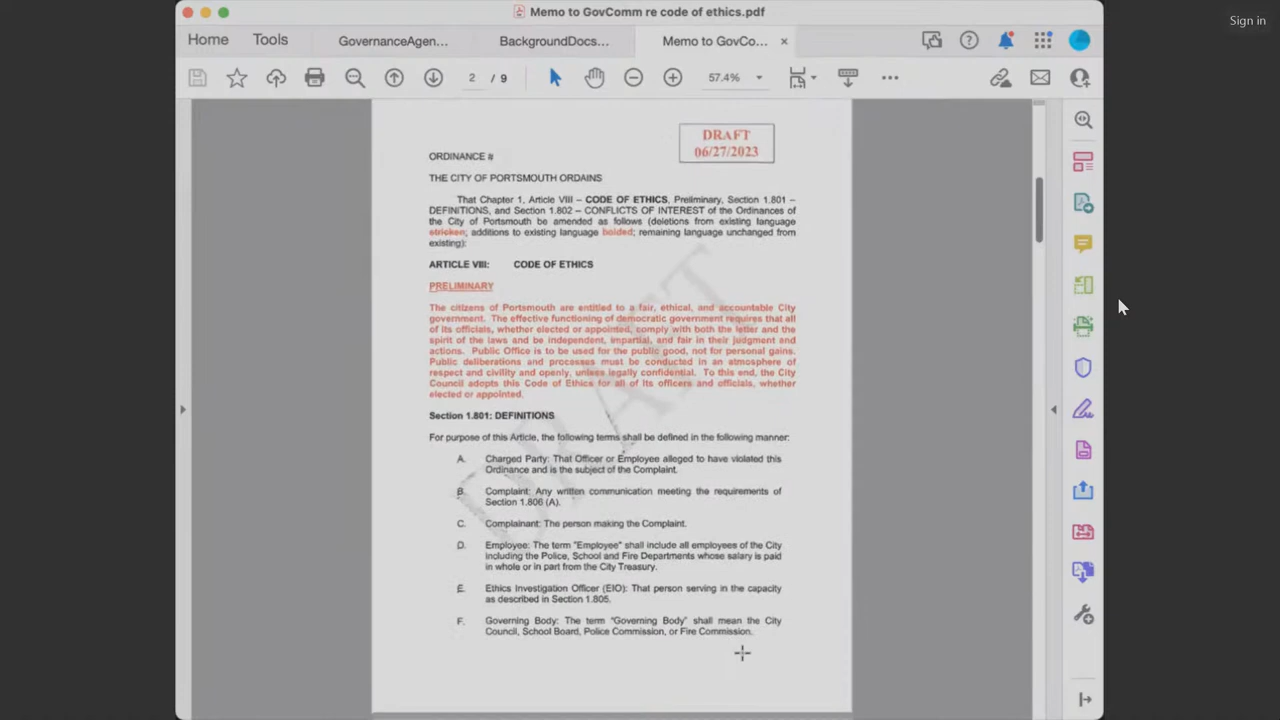 Sign in
Memo to GovComm re code of ethics.pdf
Home Tools GovernanceAgen... BackgroundDocs... Memo to GovCo... ×
2 / 9 57.4%
DRAFT
06/27/2023
ORDINANCE #
THE CITY OF PORTSMOUTH ORDAINS
That Chapter 1, Article VIII – CODE OF ETHICS, Preliminary, Section 1.801 –
DEFINITIONS, and Section 1.802 – CONFLICTS OF INTEREST of the Ordinances of
the City of Portsmouth be amended as follows (deletions from existing language
stricken; additions to existing language bolded; remaining language unchanged from
existing):
ARTICLE VIII: CODE OF ETHICS
PRELIMINARY
The citizens of Portsmouth are entitled to a fair, ethical, and accountable City
government. The effective functioning of democratic government requires that all
of its officials, whether elected or appointed, comply with both the letter and the
spirit of the laws and be independent, impartial, and fair in their judgment and
actions. Public Office is to be used for the public good, not for personal gains.
Public deliberations and processes must be conducted in an atmosphere of
respect and civility and openly, unless legally confidential. To this end, the City
Council adopts this Code of Ethics for all of its officers and officials, whether
elected or appointed.
Section 1.801: DEFINITIONS
For purpose of this Article, the following terms shall be defined in the following manner:
A. Charged Party: That Officer or Employee alleged to have violated this
Ordinance and is the subject of the Complaint.
B. Complaint: Any written communication meeting the requirements of
Section 1.806 (A).
C. Complainant: The person making the Complaint.
D. Employee: The term "Employee" shall include all employees of the City
including the Police, School and Fire Departments whose salary is paid
in whole or in part from the City Treasury.
E. Ethics Investigation Officer (EIO): That person serving in the capacity
as described in Section 1.805.
F. Governing Body: The term "Governing Body" shall mean the City
Council, School Board, Police Commission, or Fire Commission.
DRAFT